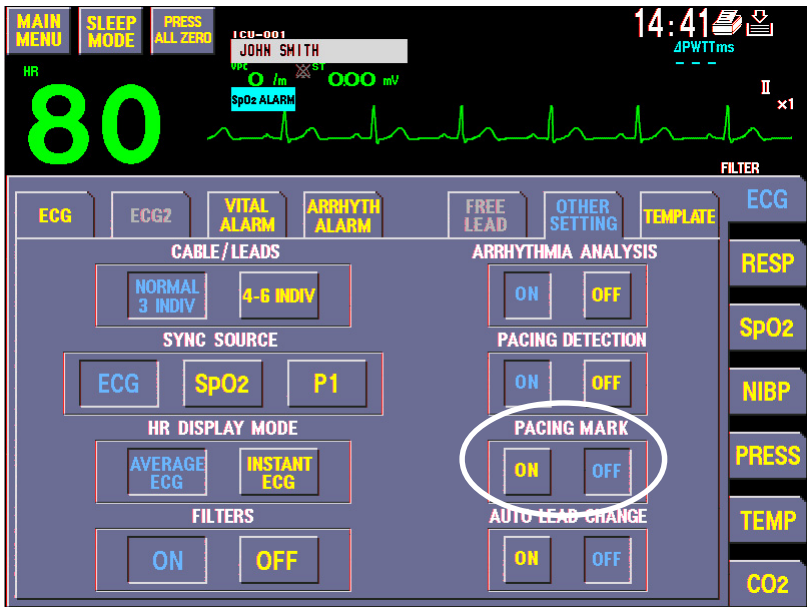 MAIN MENU
SLEEP MODE
PRESS ALL ZERO
ICU-001
JOHN SMITH
14:41
ΔPWTTms
---
HR
80
VPC
0 /m
ST
0.00 mV
SpO2 ALARM
II
×1
FILTER
ECG
ECG2
VITAL ALARM
ARRHYTH ALARM
FREE LEAD
OTHER SETTING
TEMPLATE
ECG
CABLE/LEADS
NORMAL 3 INDIV
4-6 INDIV
ARRHYTHMIA ANALYSIS
ON
OFF
RESP
SYNC SOURCE
ECG
SpO2
P1
PACING DETECTION
ON
OFF
SpO2
HR DISPLAY MODE
AVERAGE ECG
INSTANT ECG
PACING MARK
ON
OFF
NIBP
PRESS
FILTERS
ON
OFF
AUTO LEAD CHANGE
ON
OFF
TEMP
CO2